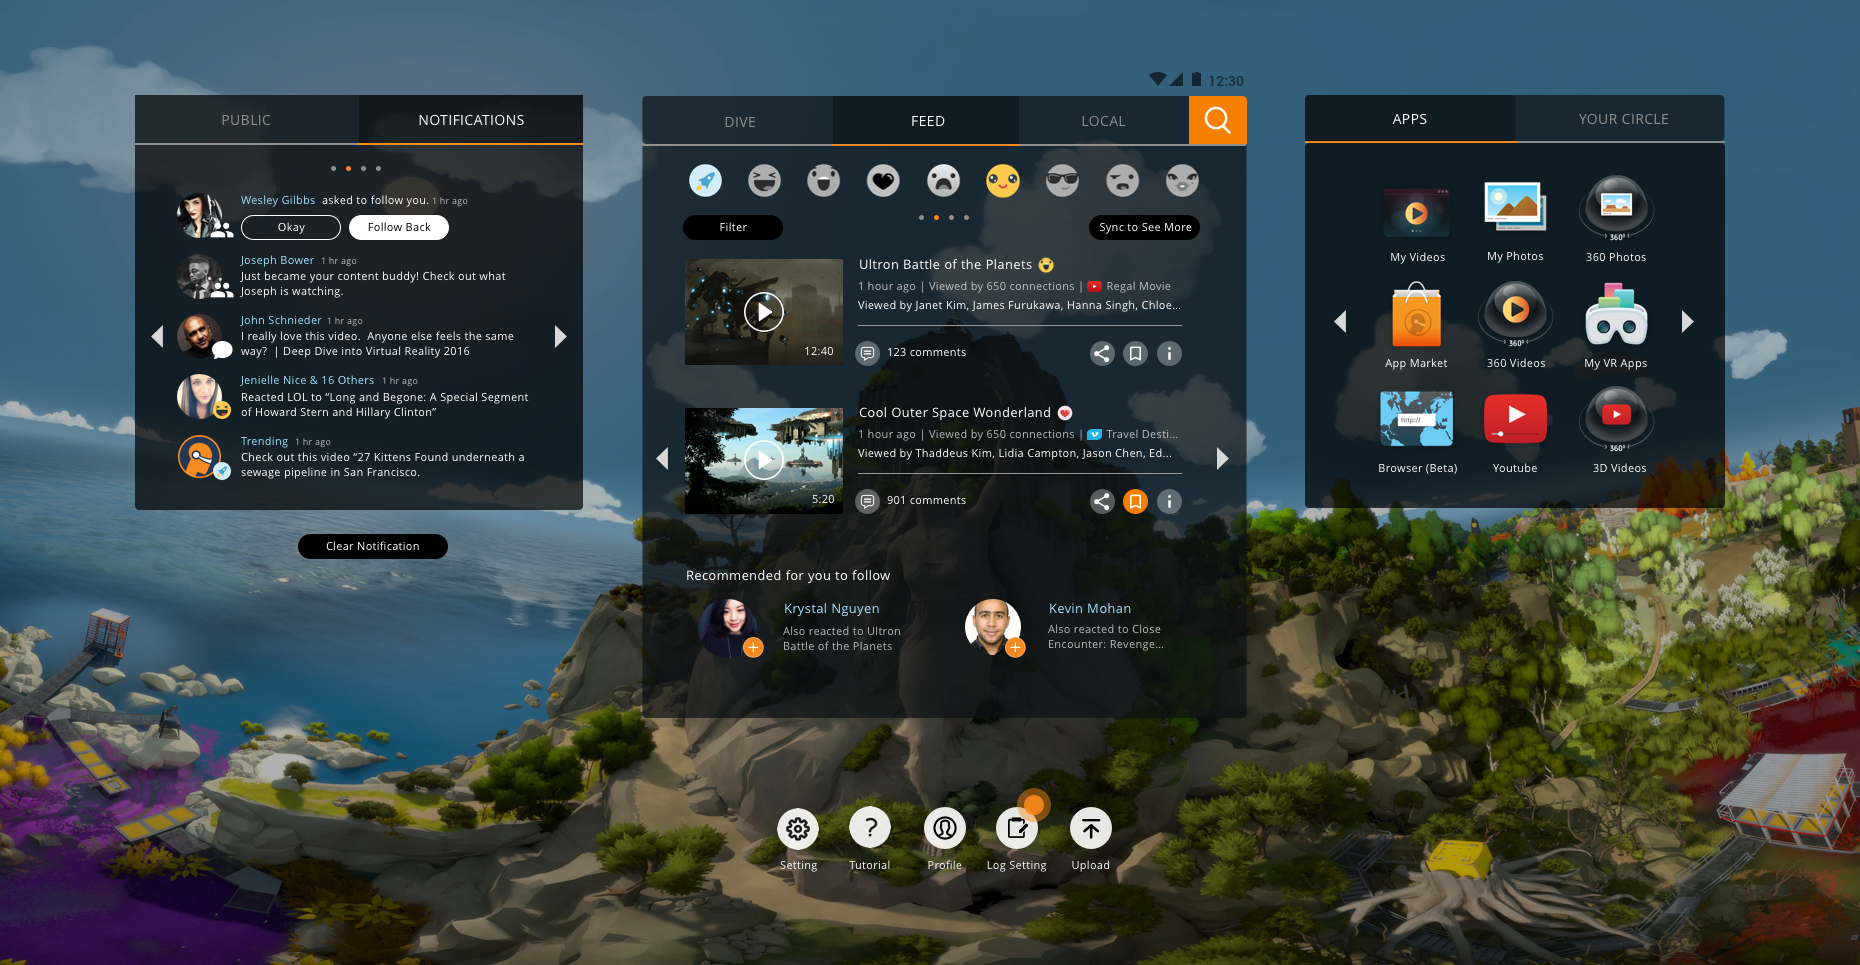 12:30
PUBLIC
NOTIFICATIONS
Wesley Gilbbs asked to follow you. 1 hr ago
Okay
Follow Back
Joseph Bower 1 hr ago
Just became your content buddy! Check out what
Joseph is watching.
John Schnieder 1 hr ago
I really love this video. Anyone else feels the same
way? | Deep Dive into Virtual Reality 2016
Jenielle Nice & 16 Others 1 hr ago
Reacted LOL to “Long and Begone: A Special Segment
of Howard Stern and Hillary Clinton”
Trending 1 hr ago
Check out this video “27 Kittens Found underneath a
sewage pipeline in San Francisco.
Clear Notification
DIVE
FEED
LOCAL
Filter
Sync to See More
Ultron Battle of the Planets
1 hour ago | Viewed by 650 connections | Regal Movie
Viewed by Janet Kim, James Furukawa, Hanna Singh, Chloe...
12:40
123 comments
Cool Outer Space Wonderland
1 hour ago | Viewed by 650 connections | Travel Desti...
Viewed by Thaddeus Kim, Lidia Campton, Jason Chen, Ed...
5:20
901 comments
Recommended for you to follow
Krystal Nguyen
Also reacted to Ultron
Battle of the Planets
Kevin Mohan
Also reacted to Close
Encounter: Revenge...
APPS
YOUR CIRCLE
360°
My Videos
My Photos
360 Photos
360°
App Market
360 Videos
My VR Apps
http://
360°
Browser (Beta)
Youtube
3D Videos
?
Setting
Tutorial
Profile
Log Setting
Upload